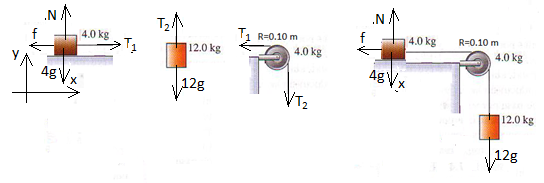 .N
f
4.0 kg
T1
y
4g
x
T2
12.0 kg
12g
T1
R=0.10 m
4.0 kg
T2
.N
f
4.0 kg
4g
x
R=0.10 m
4.0 kg
12.0 kg
12g